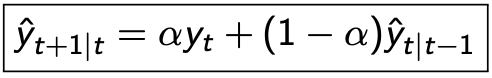 ŷ_{t+1|t} = αy_t + (1 − α)ŷ_{t|t−1}